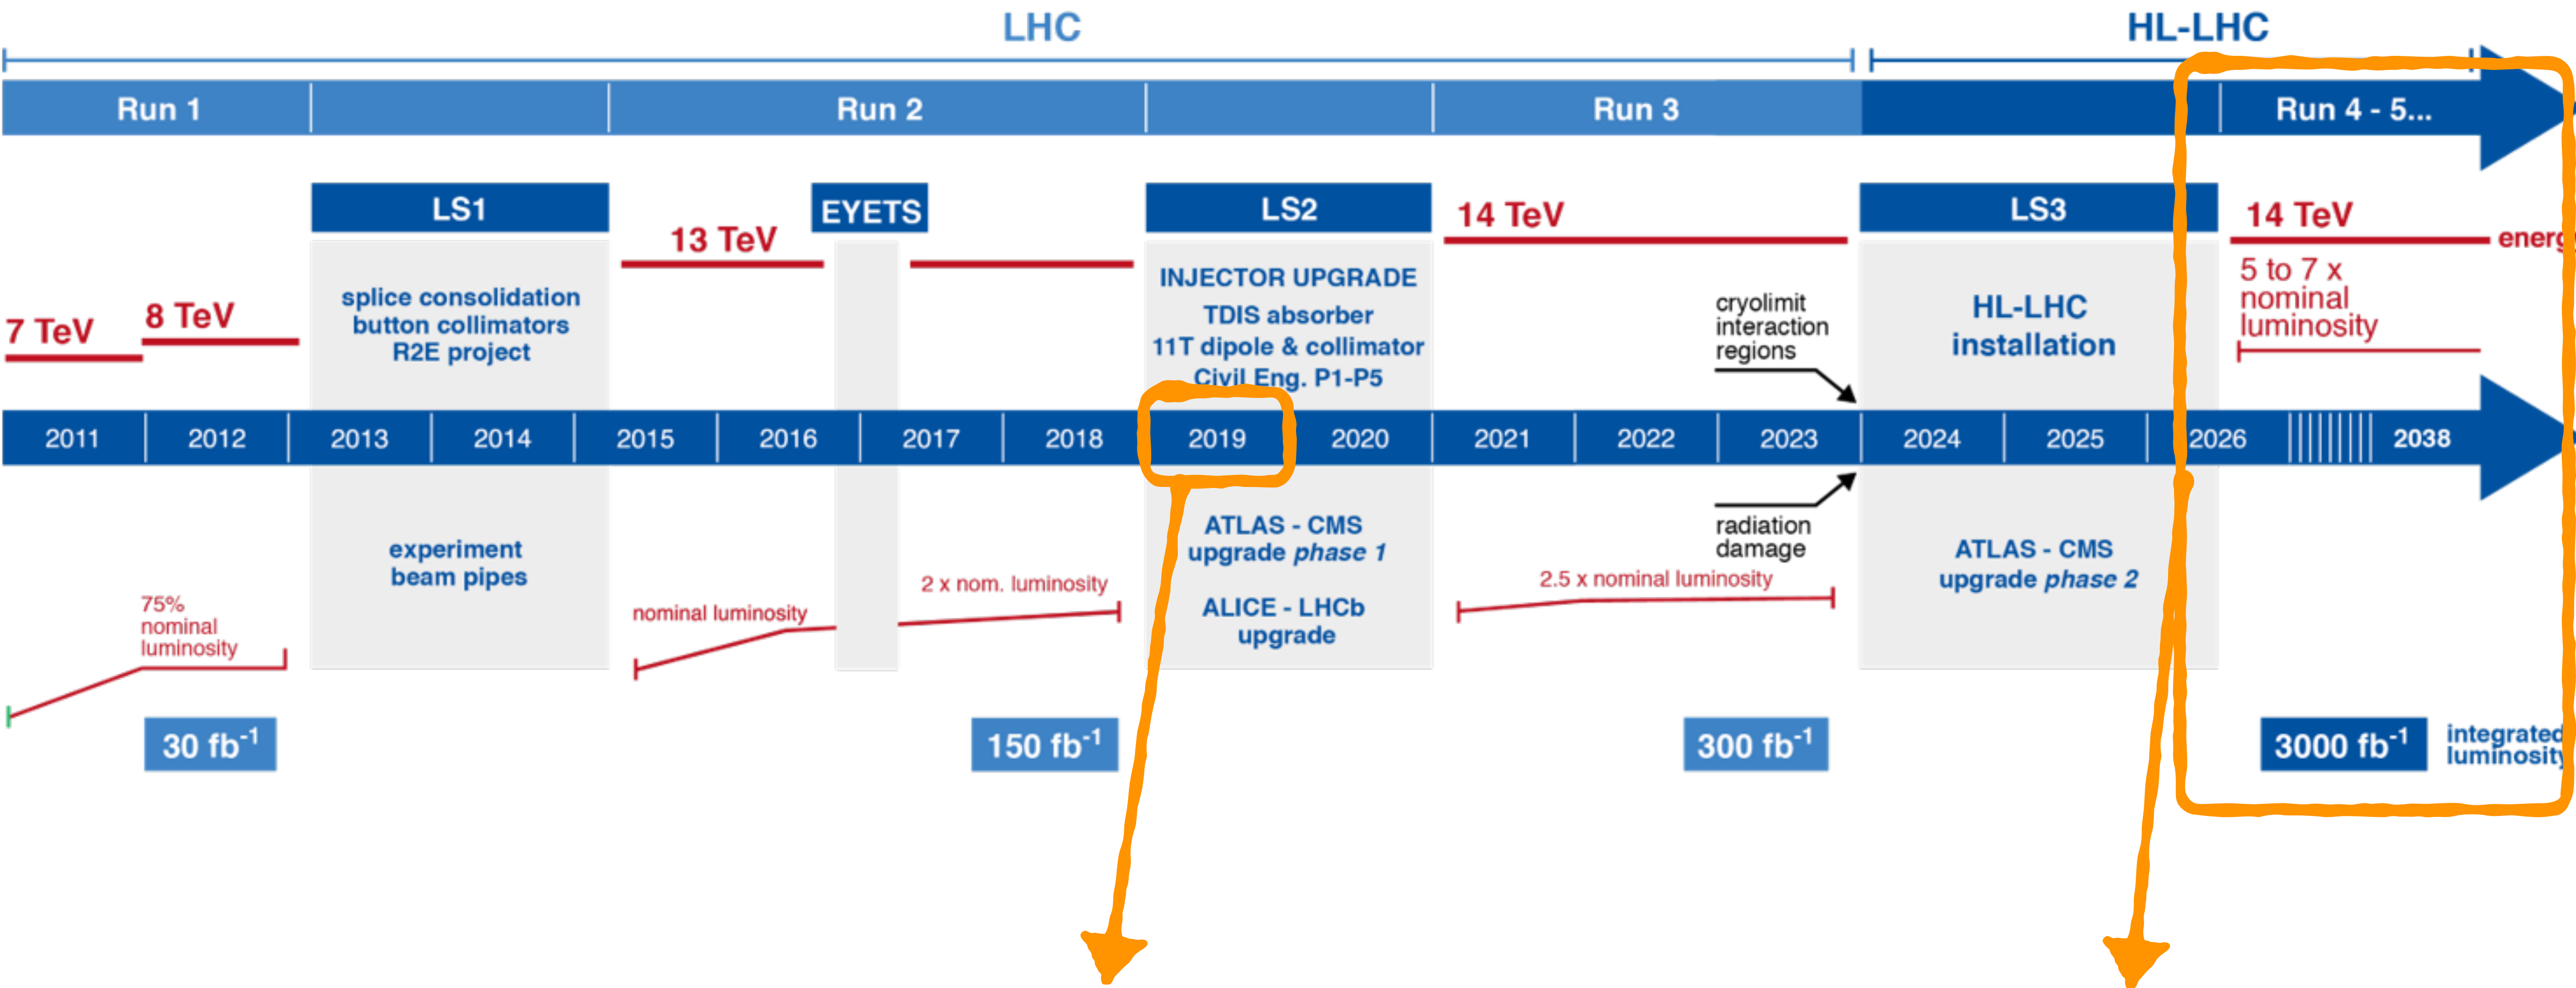 LHC
HL-LHC
Run 1
Run 2
Run 3
Run 4 - 5...
LS1
EYETS
LS2
LS3
7 TeV
8 TeV
13 TeV
14 TeV
14 TeV
energ
splice consolidation
button collimators
R2E project
INJECTOR UPGRADE
TDIS absorber
11T dipole & collimator
Civil Eng. P1-P5
cryolimit
interaction
regions
HL-LHC
installation
5 to 7 x
nominal
luminosity
2011
2012
2013
2014
2015
2016
2017
2018
2019
2020
2021
2022
2023
2024
2025
2026
2038
75%
nominal
luminosity
experiment
beam pipes
nominal luminosity
2 x nom. luminosity
ATLAS - CMS
upgrade phase 1
ALICE - LHCb
upgrade
2.5 x nominal luminosity
radiation
damage
ATLAS - CMS
upgrade phase 2
30 fb⁻¹
150 fb⁻¹
300 fb⁻¹
3000 fb⁻¹
integrated
luminosity